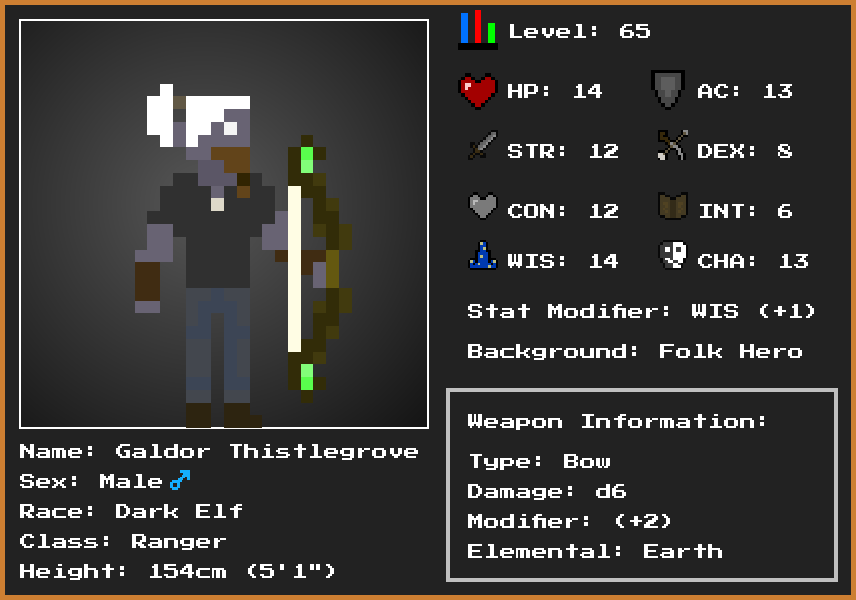 Level: 65
HP: 14
AC: 13
STR: 12
DEX: 8
CON: 12
INT: 6
WIS: 14
CHA: 13
Stat Modifier: WIS (+1)
Background: Folk Hero
Name: Galdor Thistlegrove
Sex: Male ♂
Race: Dark Elf
Class: Ranger
Height: 154cm (5'1")
Weapon Information:
Type: Bow
Damage: d6
Modifier: (+2)
Elemental: Earth